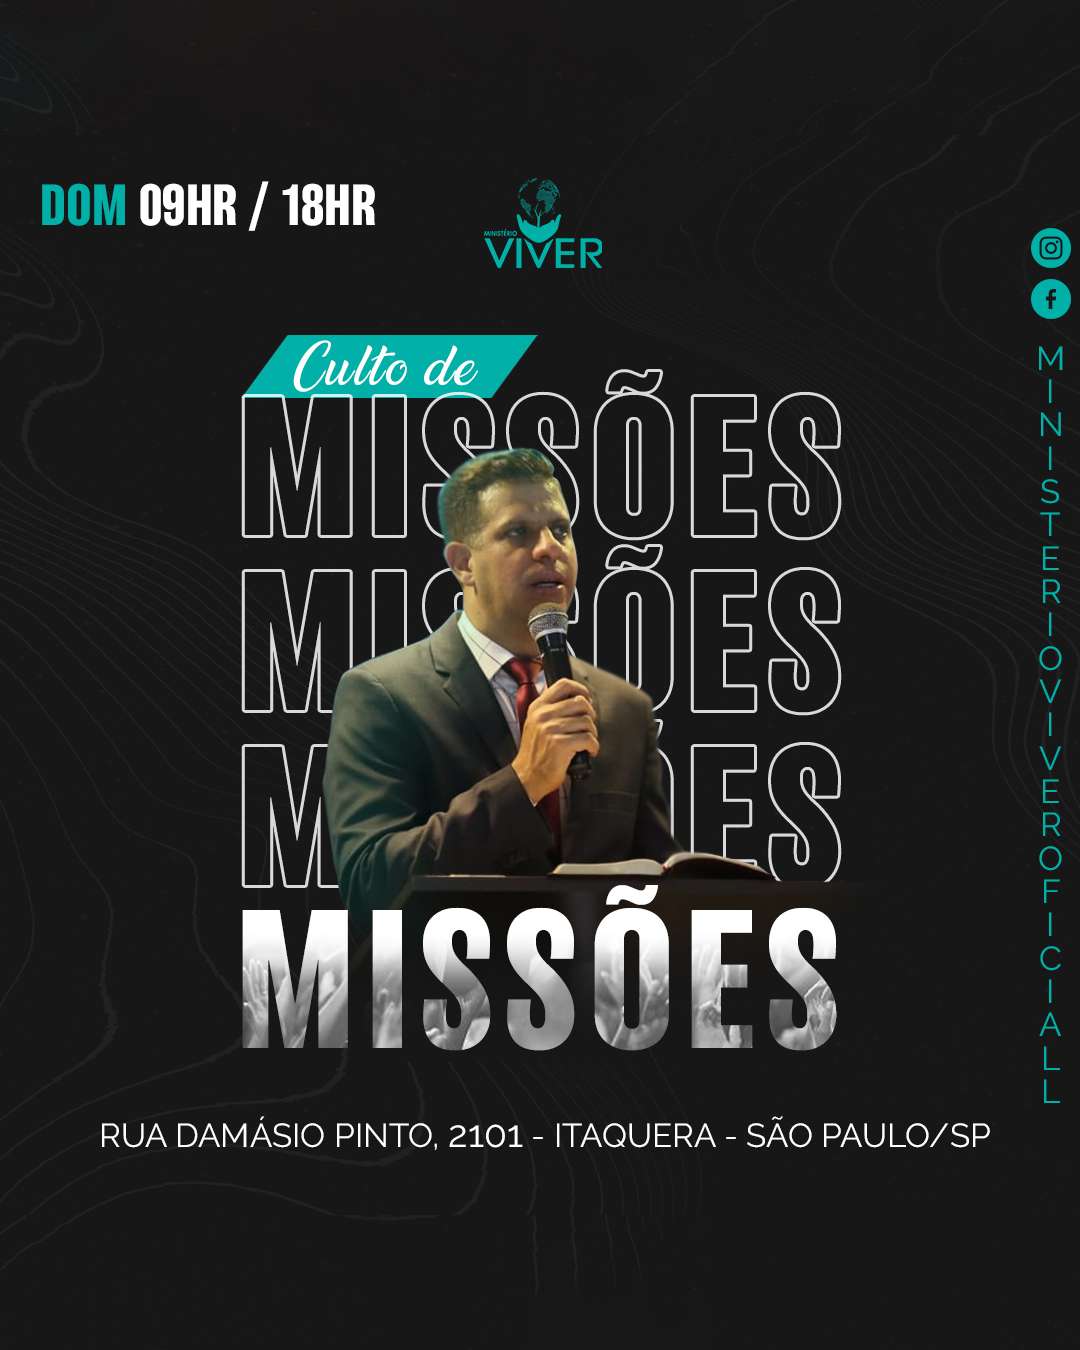 DOM 09HR / 18HR
MINISTÉRIO
VIVER
Culto de
MISSÕES
MISSÕES
MISSÕES
MISSÕES
RUA DAMÁSIO PINTO, 2101 - ITAQUERA - SÃO PAULO/SP
MINISTERIOVIVEROFICIALL